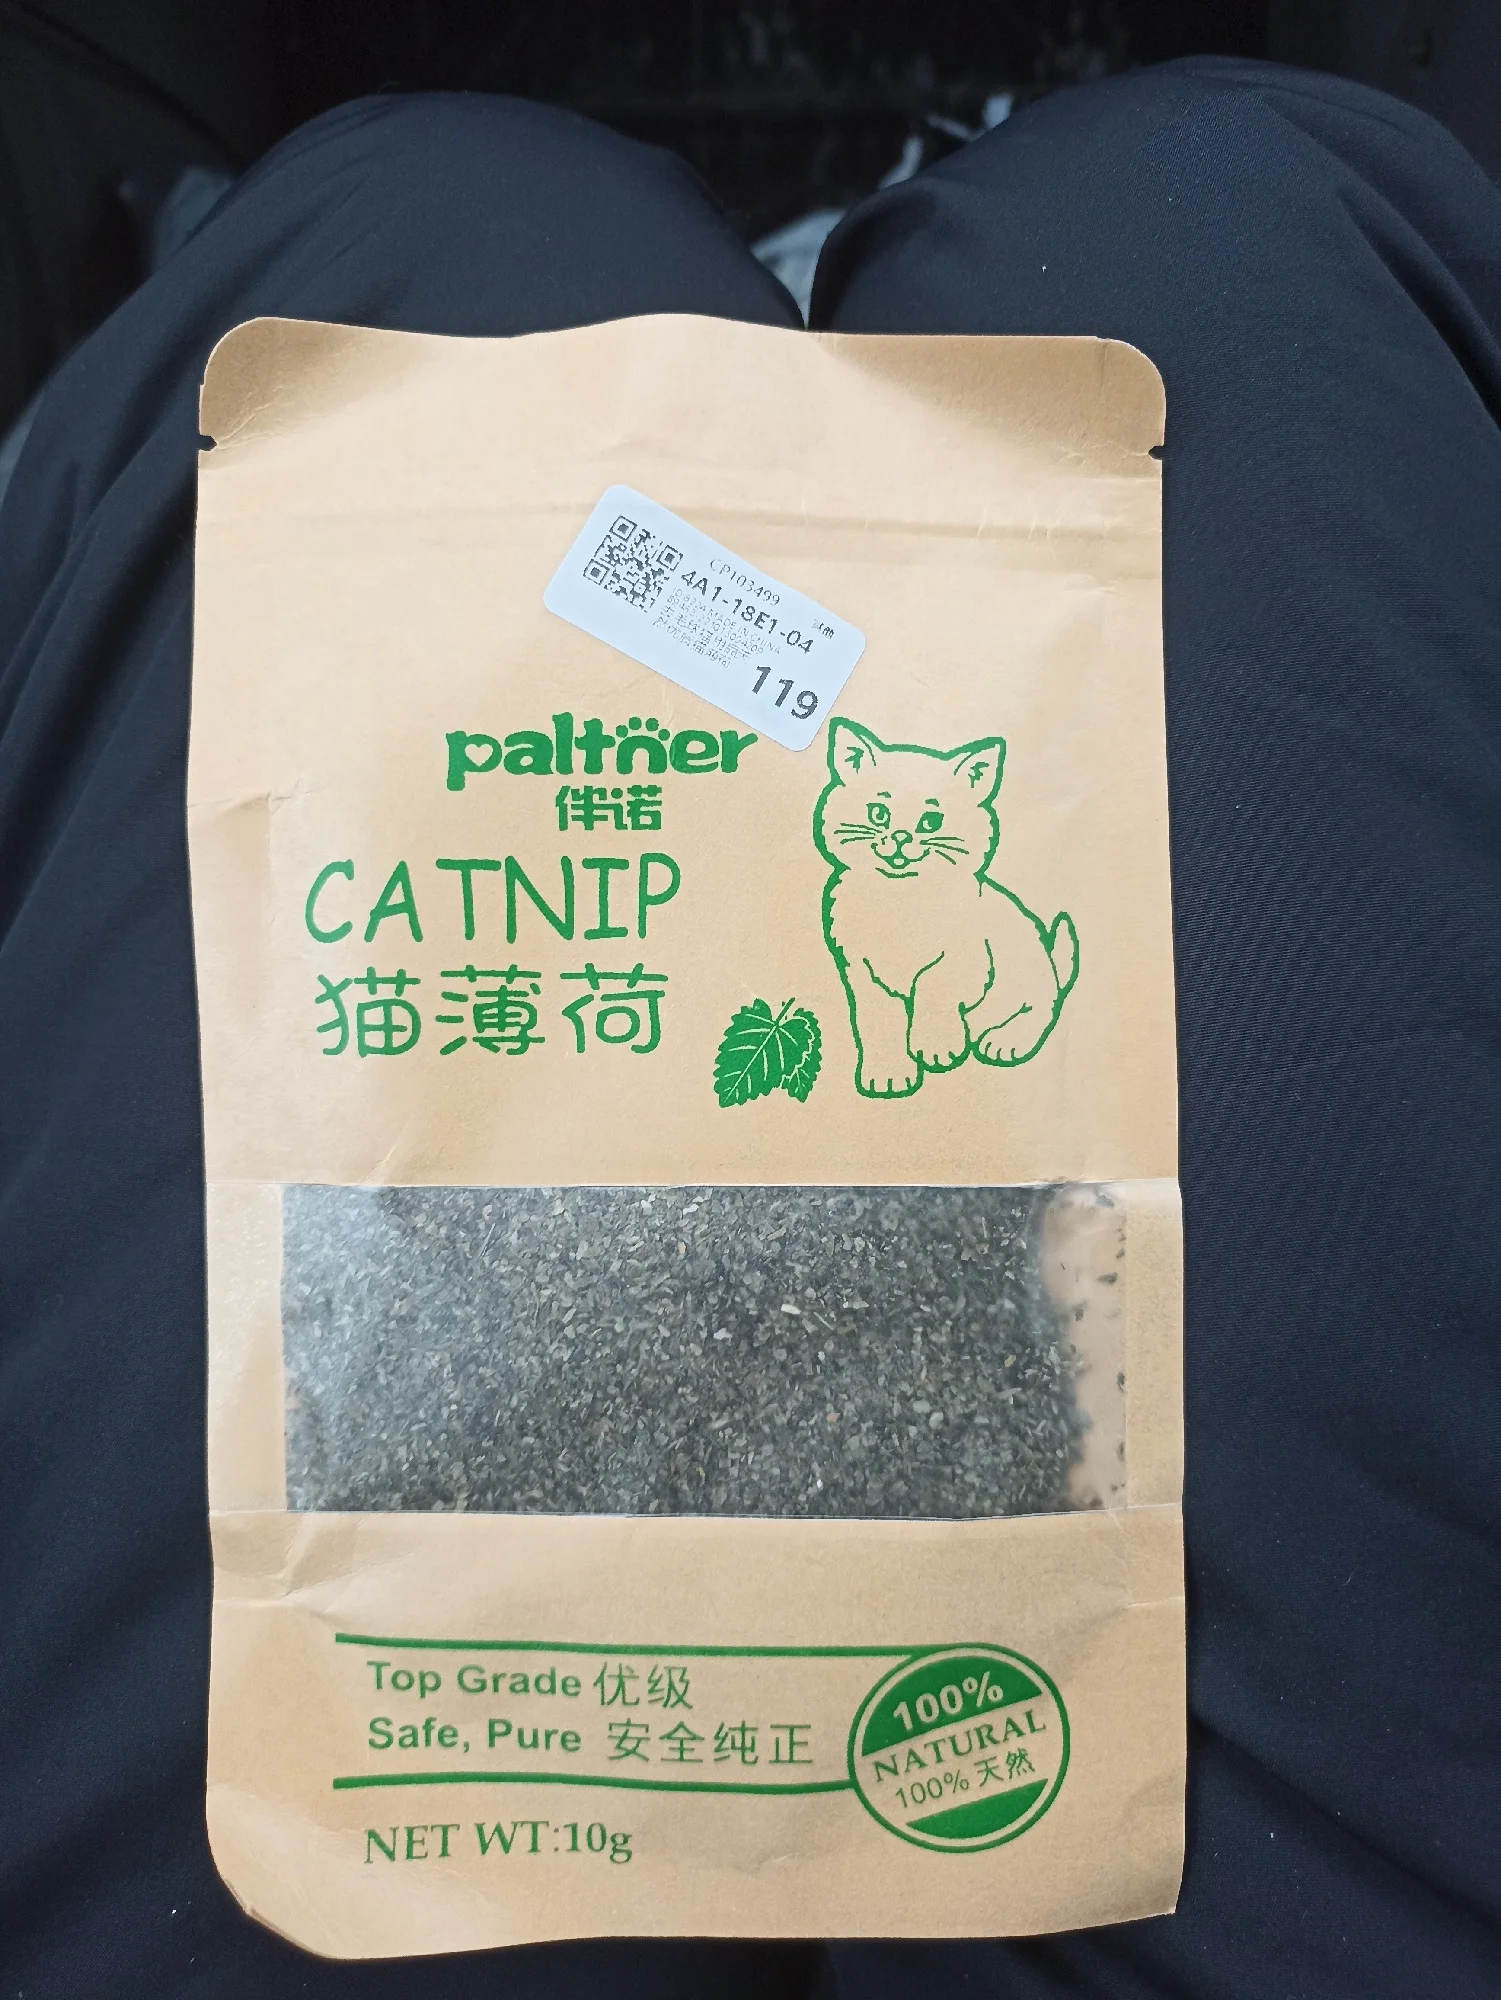 CP103499
4A1-18E1-04
119
paltner
伴诺
CATNIP
猫薄荷
Top Grade 优级
Safe, Pure 安全纯正
100%
NATURAL
100% 天然
NET WT:10g